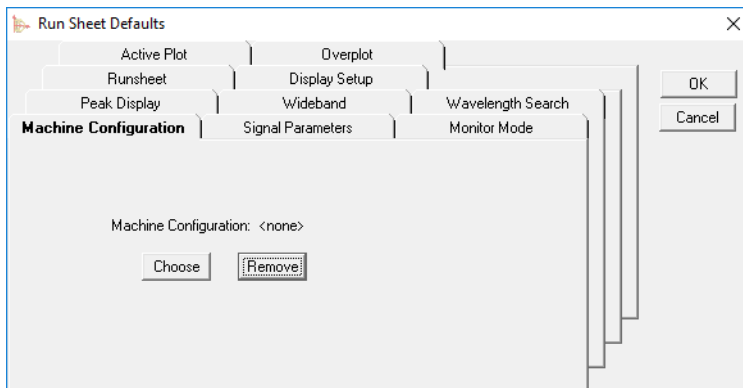 Run Sheet Defaults
Active Plot Overplot
Runsheet Display Setup
Peak Display Wideband Wavelength Search
Machine Configuration Signal Parameters Monitor Mode
OK
Cancel
Machine Configuration: <none>
Choose Remove